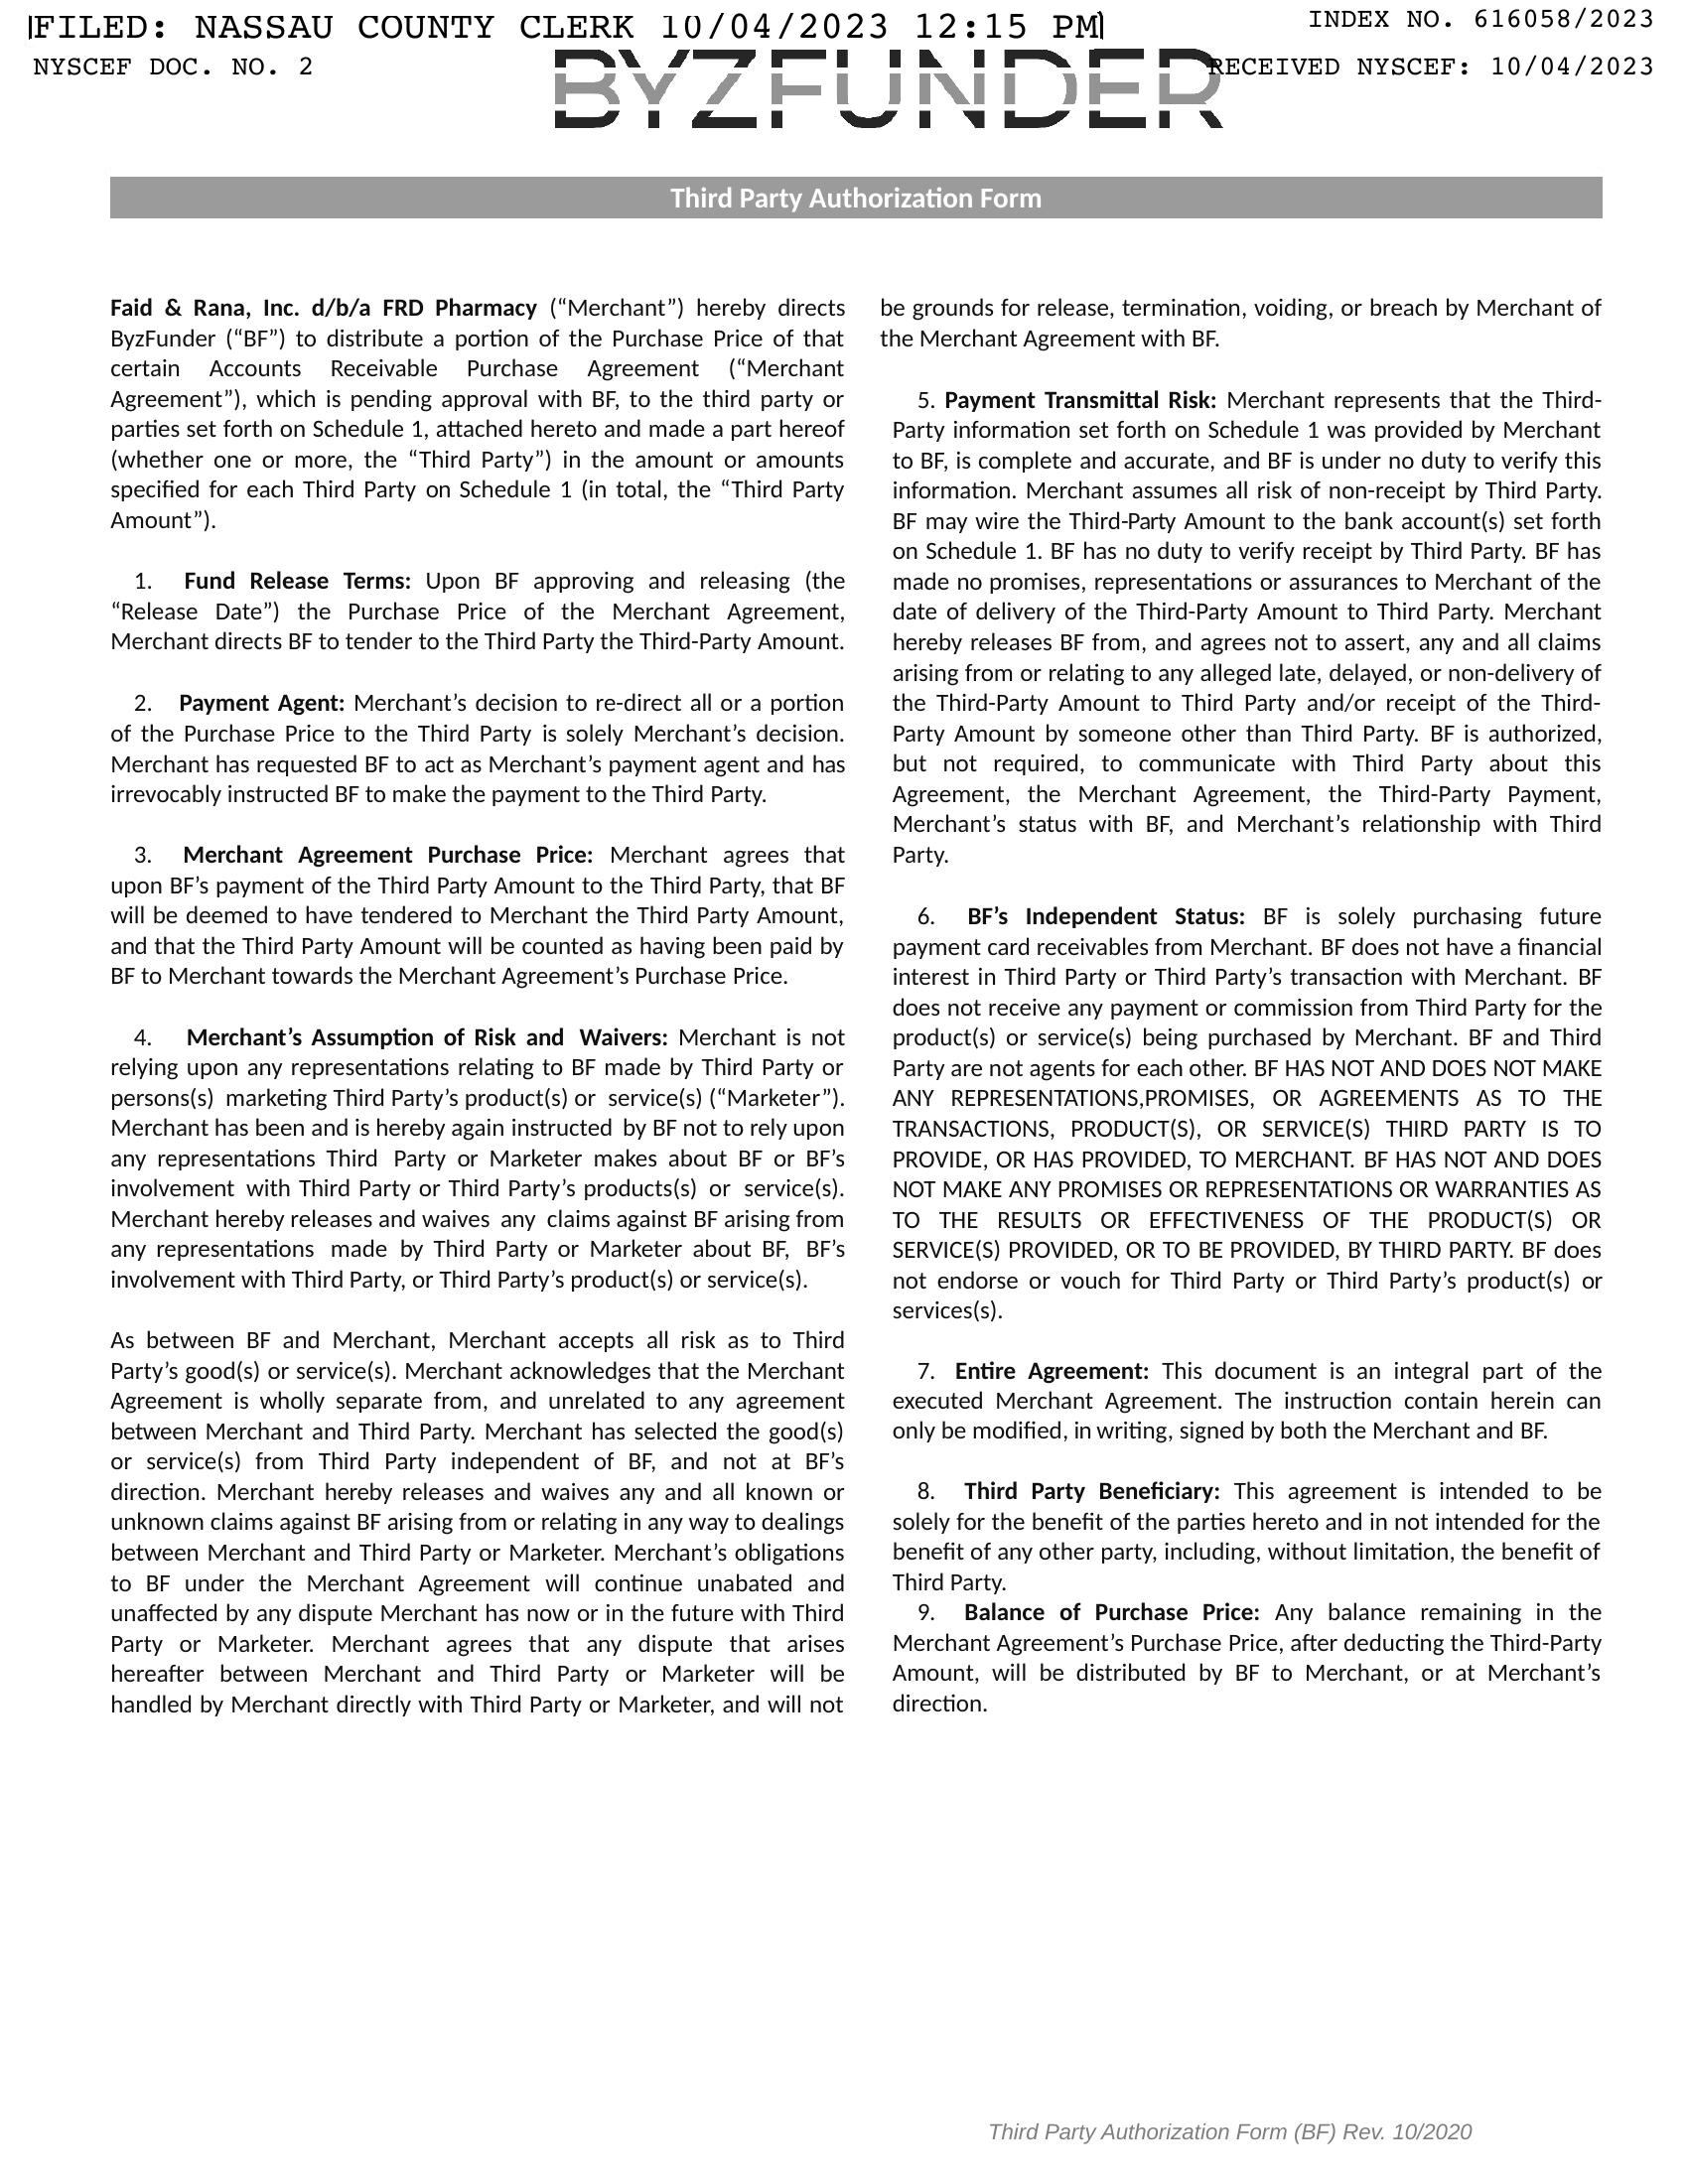 FILED: NASSAU COUNTY CLERK 10/04/2023 12:15 PM
INDEX NO. 616058/2023
NYSCEF DOC. NO. 2
RECEIVED NYSCEF: 10/04/2023
BYZFUNDER
Third Party Authorization Form
Faid & Rana, Inc. d/b/a FRD Pharmacy (“Merchant”) hereby directs
ByzFunder (“BF”) to distribute a portion of the Purchase Price of that
certain Accounts Receivable Purchase Agreement (“Merchant
Agreement”), which is pending approval with BF, to the third party or
parties set forth on Schedule 1, attached hereto and made a part hereof
(whether one or more, the “Third Party”) in the amount or amounts
specified for each Third Party on Schedule 1 (in total, the “Third Party
Amount”).
1. Fund Release Terms: Upon BF approving and releasing (the
“Release Date”) the Purchase Price of the Merchant Agreement,
Merchant directs BF to tender to the Third Party the Third-Party Amount.
2. Payment Agent: Merchant’s decision to re-direct all or a portion
of the Purchase Price to the Third Party is solely Merchant’s decision.
Merchant has requested BF to act as Merchant’s payment agent and has
irrevocably instructed BF to make the payment to the Third Party.
3. Merchant Agreement Purchase Price: Merchant agrees that
upon BF’s payment of the Third Party Amount to the Third Party, that BF
will be deemed to have tendered to Merchant the Third Party Amount,
and that the Third Party Amount will be counted as having been paid by
BF to Merchant towards the Merchant Agreement’s Purchase Price.
4. Merchant’s Assumption of Risk and Waivers: Merchant is not
relying upon any representations relating to BF made by Third Party or
persons(s) marketing Third Party’s product(s) or service(s) (“Marketer”).
Merchant has been and is hereby again instructed by BF not to rely upon
any representations Third Party or Marketer makes about BF or BF’s
involvement with Third Party or Third Party’s products(s) or service(s).
Merchant hereby releases and waives any claims against BF arising from
any representations made by Third Party or Marketer about BF, BF’s
involvement with Third Party, or Third Party’s product(s) or service(s).
As between BF and Merchant, Merchant accepts all risk as to Third
Party’s good(s) or service(s). Merchant acknowledges that the Merchant
Agreement is wholly separate from, and unrelated to any agreement
between Merchant and Third Party. Merchant has selected the good(s)
or service(s) from Third Party independent of BF, and not at BF’s
direction. Merchant hereby releases and waives any and all known or
unknown claims against BF arising from or relating in any way to dealings
between Merchant and Third Party or Marketer. Merchant’s obligations
to BF under the Merchant Agreement will continue unabated and
unaffected by any dispute Merchant has now or in the future with Third
Party or Marketer. Merchant agrees that any dispute that arises
hereafter between Merchant and Third Party or Marketer will be
handled by Merchant directly with Third Party or Marketer, and will not
be grounds for release, termination, voiding, or breach by Merchant of
the Merchant Agreement with BF.
5. Payment Transmittal Risk: Merchant represents that the Third-
Party information set forth on Schedule 1 was provided by Merchant
to BF, is complete and accurate, and BF is under no duty to verify this
information. Merchant assumes all risk of non-receipt by Third Party.
BF may wire the Third-Party Amount to the bank account(s) set forth
on Schedule 1. BF has no duty to verify receipt by Third Party. BF has
made no promises, representations or assurances to Merchant of the
date of delivery of the Third-Party Amount to Third Party. Merchant
hereby releases BF from, and agrees not to assert, any and all claims
arising from or relating to any alleged late, delayed, or non-delivery of
the Third-Party Amount to Third Party and/or receipt of the Third-
Party Amount by someone other than Third Party. BF is authorized,
but not required, to communicate with Third Party about this
Agreement, the Merchant Agreement, the Third-Party Payment,
Merchant’s status with BF, and Merchant’s relationship with Third
Party.
6. BF’s Independent Status: BF is solely purchasing future
payment card receivables from Merchant. BF does not have a financial
interest in Third Party or Third Party’s transaction with Merchant. BF
does not receive any payment or commission from Third Party for the
product(s) or service(s) being purchased by Merchant. BF and Third
Party are not agents for each other. BF HAS NOT AND DOES NOT MAKE
ANY REPRESENTATIONS,PROMISES, OR AGREEMENTS AS TO THE
TRANSACTIONS, PRODUCT(S), OR SERVICE(S) THIRD PARTY IS TO
PROVIDE, OR HAS PROVIDED, TO MERCHANT. BF HAS NOT AND DOES
NOT MAKE ANY PROMISES OR REPRESENTATIONS OR WARRANTIES AS
TO THE RESULTS OR EFFECTIVENESS OF THE PRODUCT(S) OR
SERVICE(S) PROVIDED, OR TO BE PROVIDED, BY THIRD PARTY. BF does
not endorse or vouch for Third Party or Third Party’s product(s) or
services(s).
7. Entire Agreement: This document is an integral part of the
executed Merchant Agreement. The instruction contain herein can
only be modified, in writing, signed by both the Merchant and BF.
8. Third Party Beneficiary: This agreement is intended to be
solely for the benefit of the parties hereto and in not intended for the
benefit of any other party, including, without limitation, the benefit of
Third Party.
9. Balance of Purchase Price: Any balance remaining in the
Merchant Agreement’s Purchase Price, after deducting the Third-Party
Amount, will be distributed by BF to Merchant, or at Merchant’s
direction.
Third Party Authorization Form (BF) Rev. 10/2020